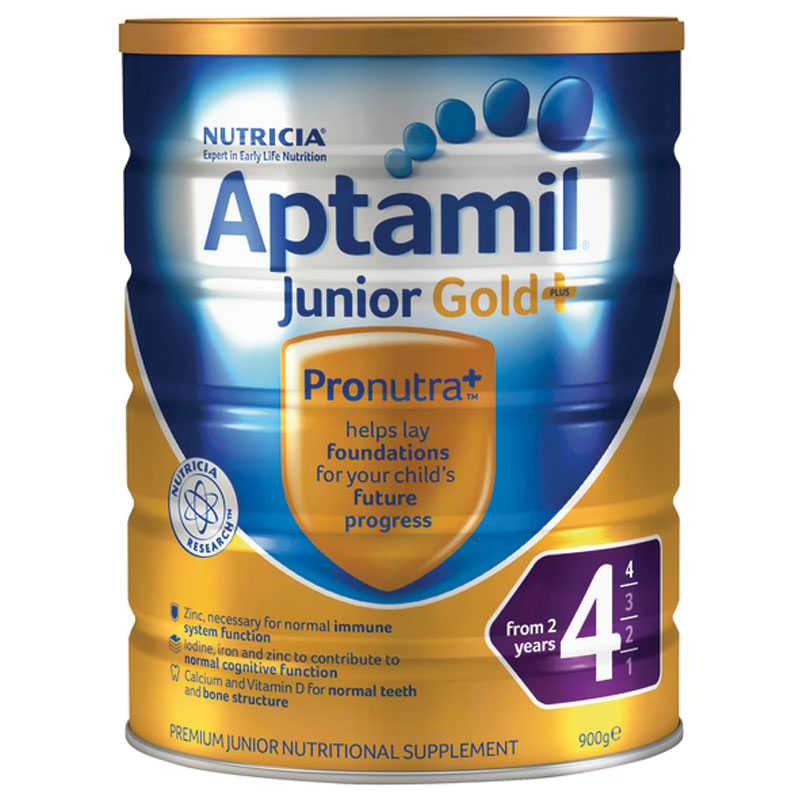 NUTRICIA®
Expert in Early Life Nutrition
Aptamil®
Junior Gold+ PLUS
Pronutra+™
helps lay
foundations
for your child's
future
progress
NUTRICIA
RESEARCH™
4
from 2
years
4
3
2
1
Zinc, necessary for normal immune
system function
Iodine, iron and zinc to contribute to
normal cognitive function
Calcium and Vitamin D for normal teeth
and bone structure
PREMIUM JUNIOR NUTRITIONAL SUPPLEMENT
900g℮